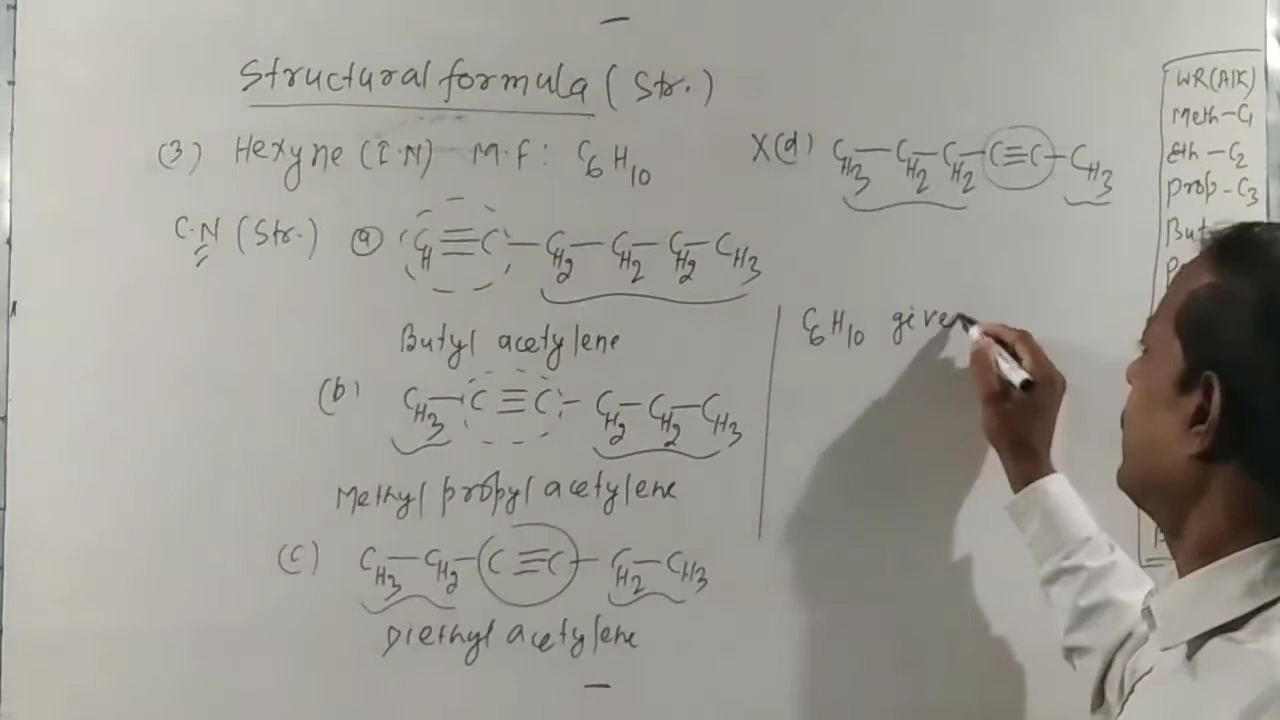 Structural formula (Str.)
(3) Hexyne (I.N) M.F: C6H10
C.N (Str.) (a) CH≡C—CH2—CH2—CH2—CH3
Butyl acetylene
(b) CH3—C≡C—CH2—CH2—CH3
Methyl propyl acetylene
(c) CH3—CH2—C≡C—CH2—CH3
Diethyl acetylene
X(d) CH3—CH2—CH2—C≡C—CH3
C6H10 give
WR(A/K)
Meth-C1
Eth-C2
Prop-C3
But